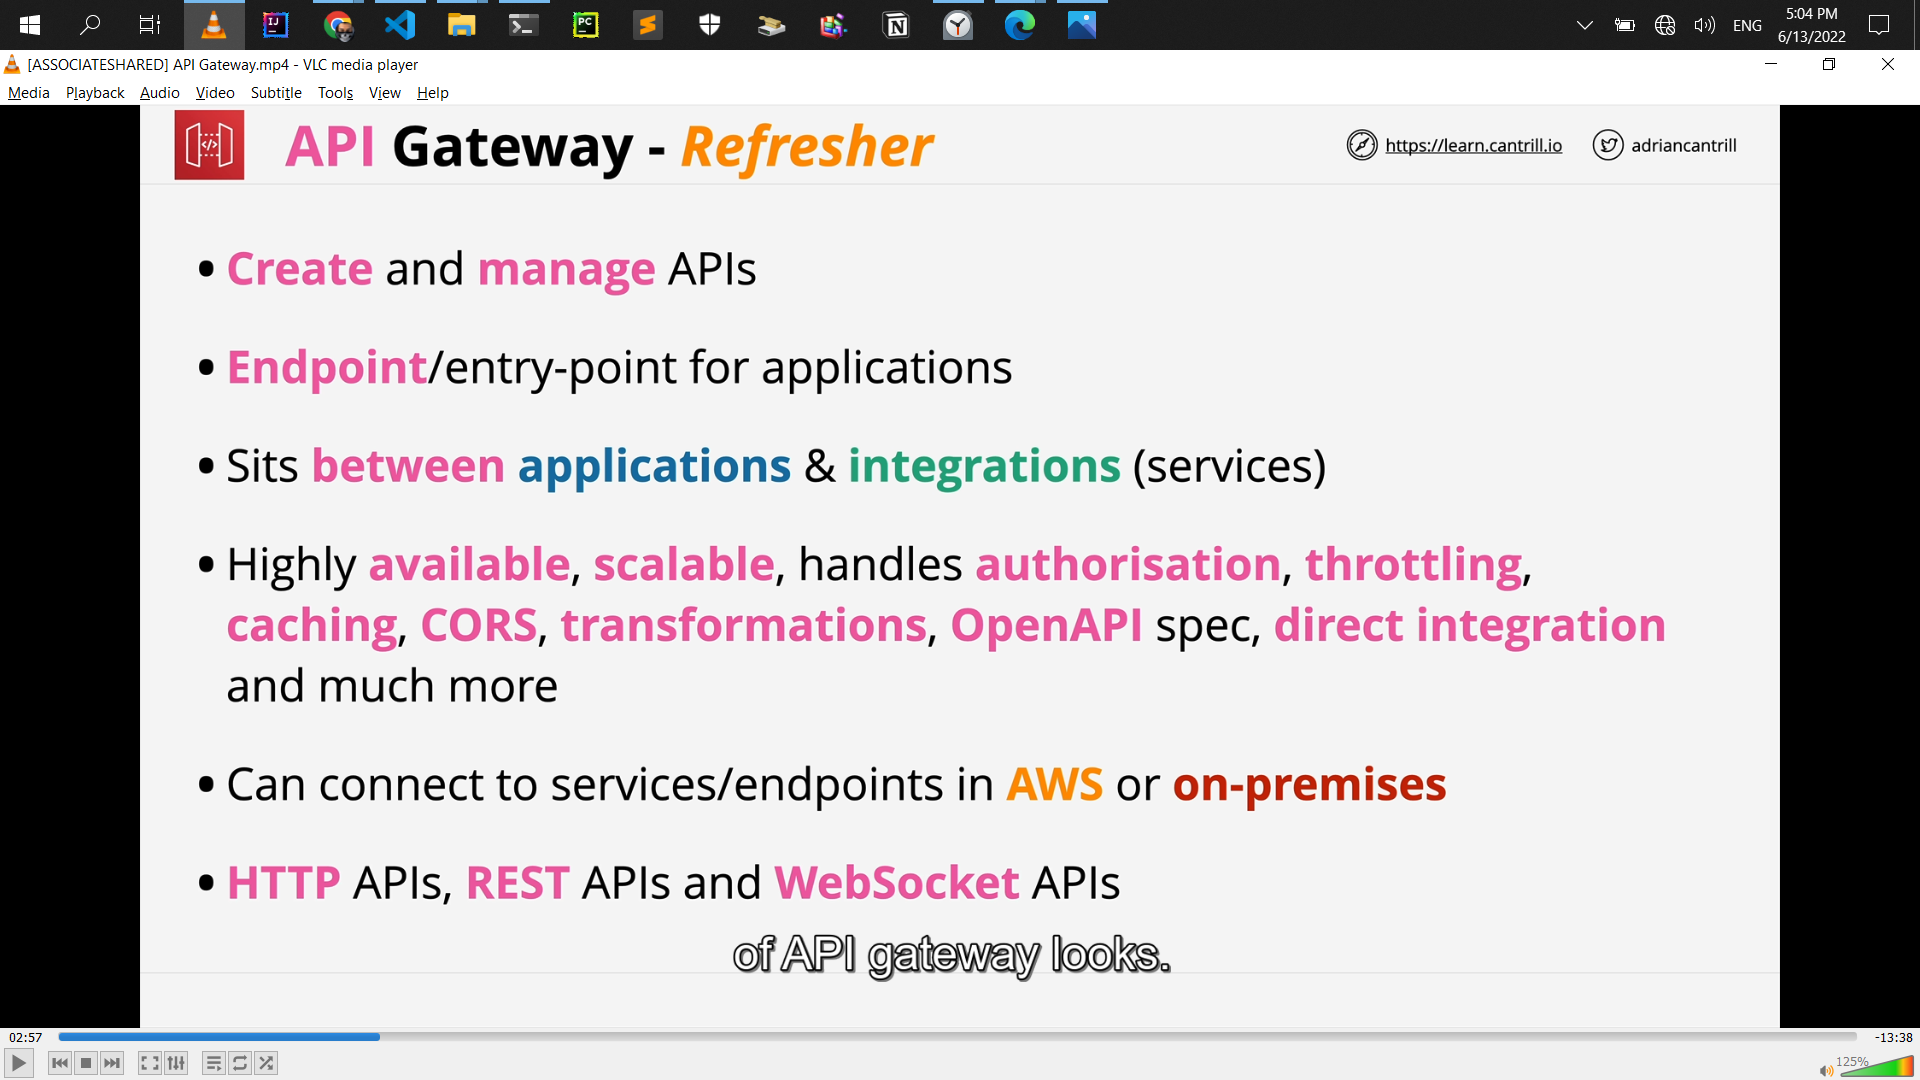 ENG
5:04 PM
6/13/2022
[ASSOCIATESHARED] API Gateway.mp4 - VLC media player
Media Playback Audio Video Subtitle Tools View Help
API Gateway - Refresher
https://learn.cantrill.io
adriancantrill
• Create and manage APIs
• Endpoint/entry-point for applications
• Sits between applications & integrations (services)
• Highly available, scalable, handles authorisation, throttling,
caching, CORS, transformations, OpenAPI spec, direct integration
and much more
• Can connect to services/endpoints in AWS or on-premises
• HTTP APIs, REST APIs and WebSocket APIs
of API gateway looks.
02:57
-13:38
125%